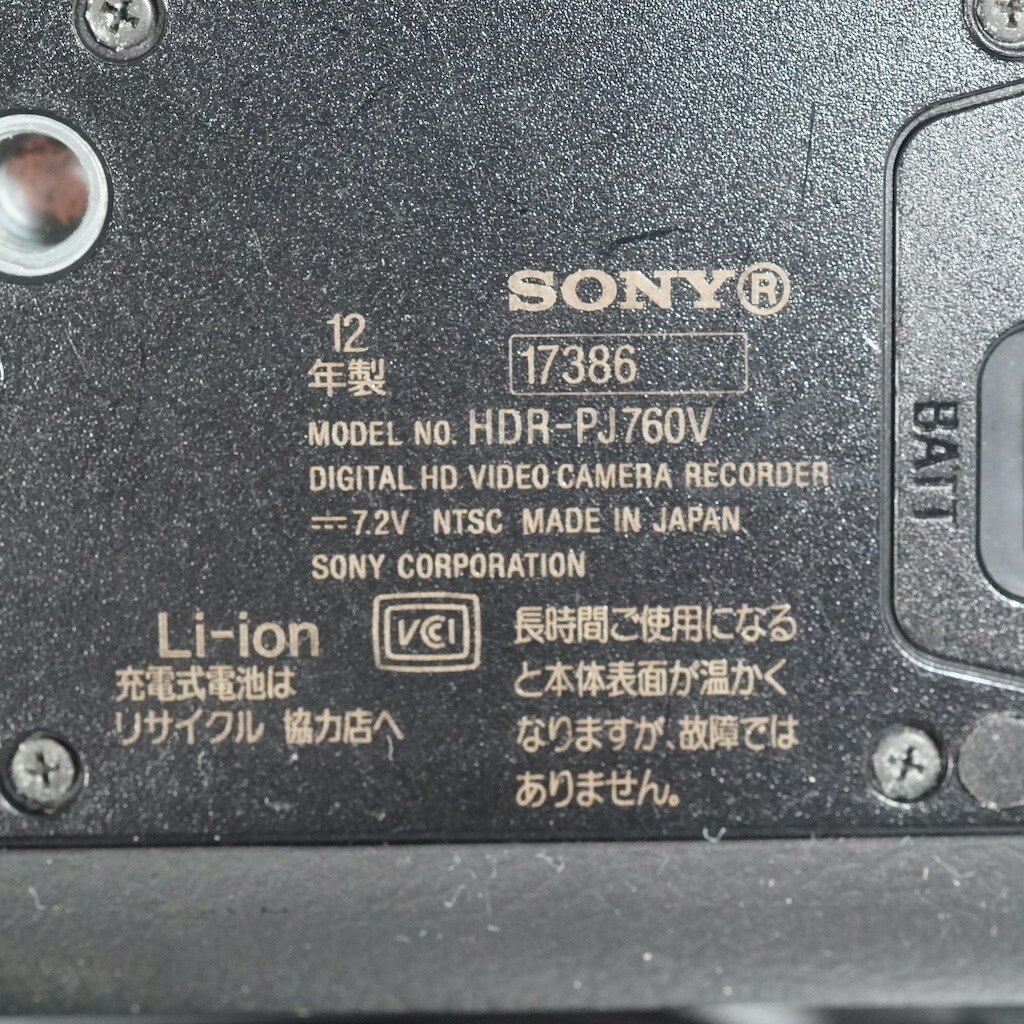 SONY®
12
年製
17386
MODEL NO. HDR-PJ760V
DIGITAL HD VIDEO CAMERA RECORDER
⎓7.2V NTSC MADE IN JAPAN
SONY CORPORATION
BATT
Li-ion
充電式電池は
リサイクル 協力店へ
VCCI
長時間ご使用になる
と本体表面が温かく
なりますが、故障では
ありません。